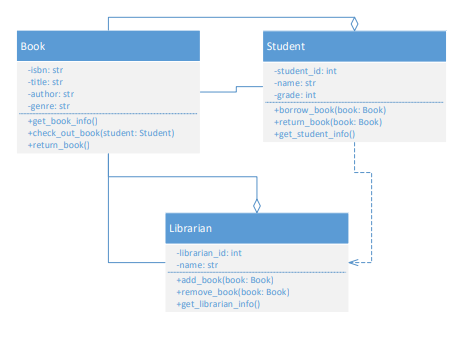 Book
-isbn: str
-title: str
-author: str
-genre: str
+get_book_info()
+check_out_book(student: Student)
+return_book()
Student
-student_id: int
-name: str
-grade: int
+borrow_book(book: Book)
+return_book(book: Book)
+get_student_info()
Librarian
-librarian_id: int
-name: str
+add_book(book: Book)
+remove_book(book: Book)
+get_librarian_info()